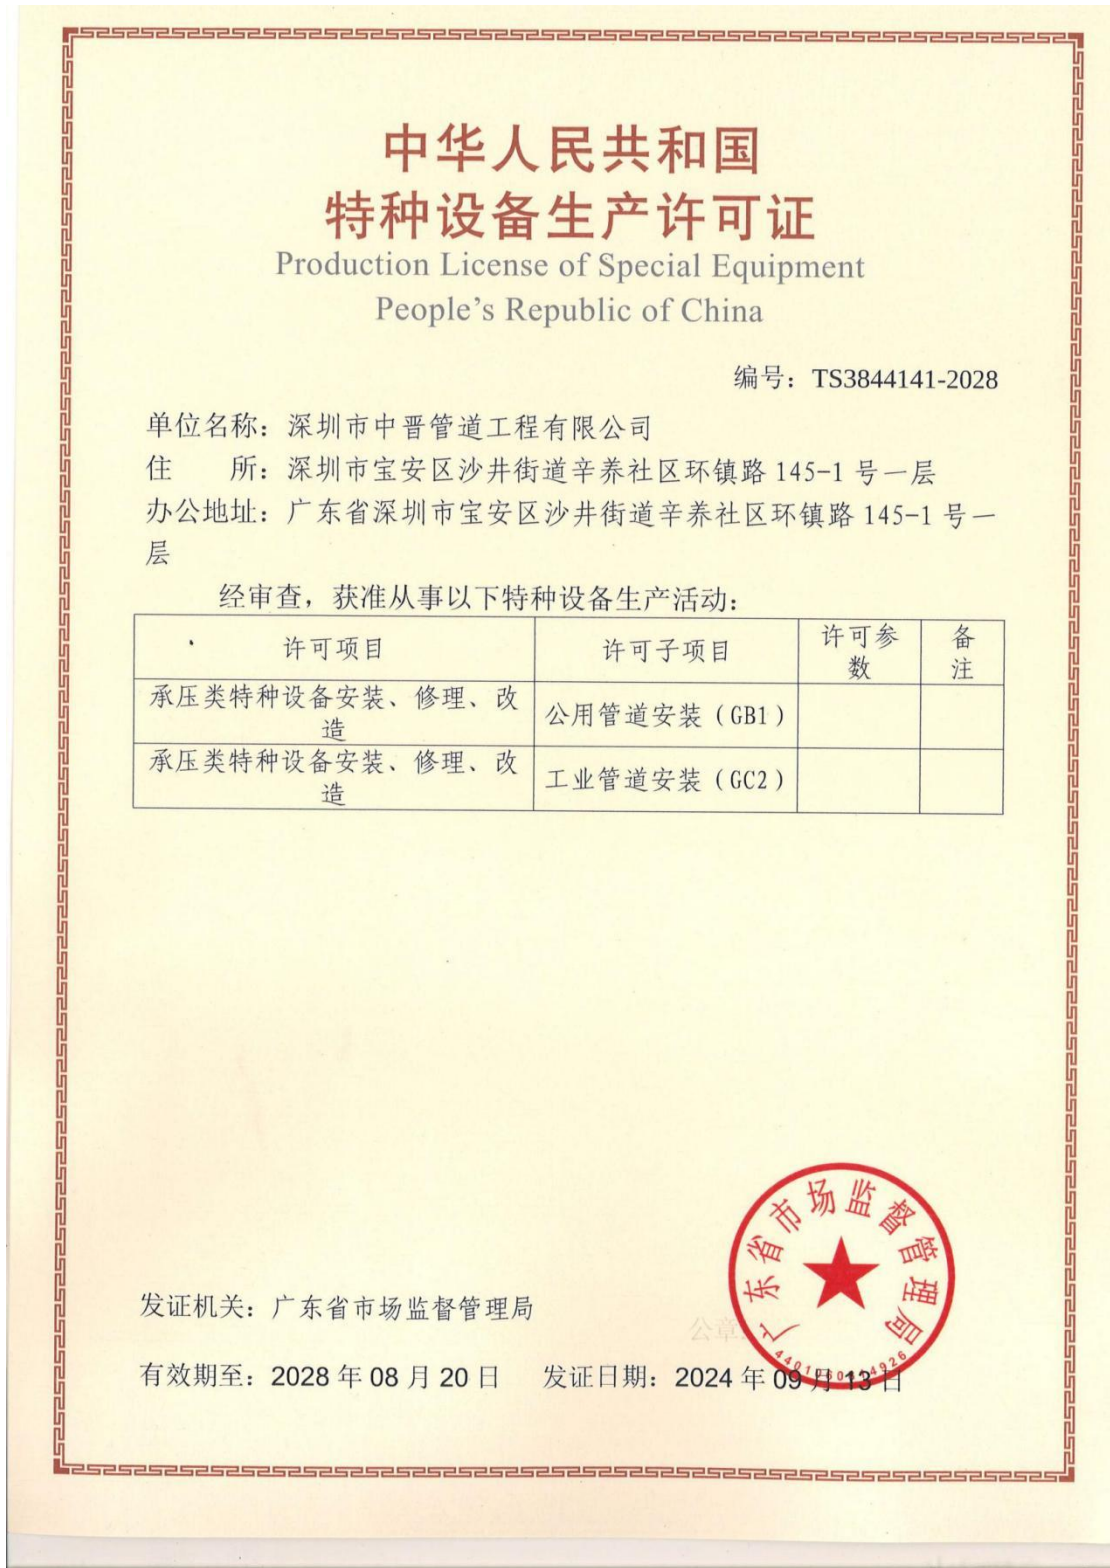 中华人民共和国
特种设备生产许可证
Production License of Special Equipment
People's Republic of China
编号：TS3844141-2028
单位名称：深圳市中晋管道工程有限公司
住　　所：深圳市宝安区沙井街道辛养社区环镇路145-1号一层
办公地址：广东省深圳市宝安区沙井街道辛养社区环镇路145-1号一
层
经审查，获准从事以下特种设备生产活动：
许可项目 许可子项目 许可参 备
数 注
承压类特种设备安装、修理、改
造 公用管道安装（GB1）
承压类特种设备安装、修理、改
造 工业管道安装（GC2）
广东省市场监督管理局
发证机关：广东省市场监督管理局
有效期至：2028年08月20日 发证日期：2024年09月13日